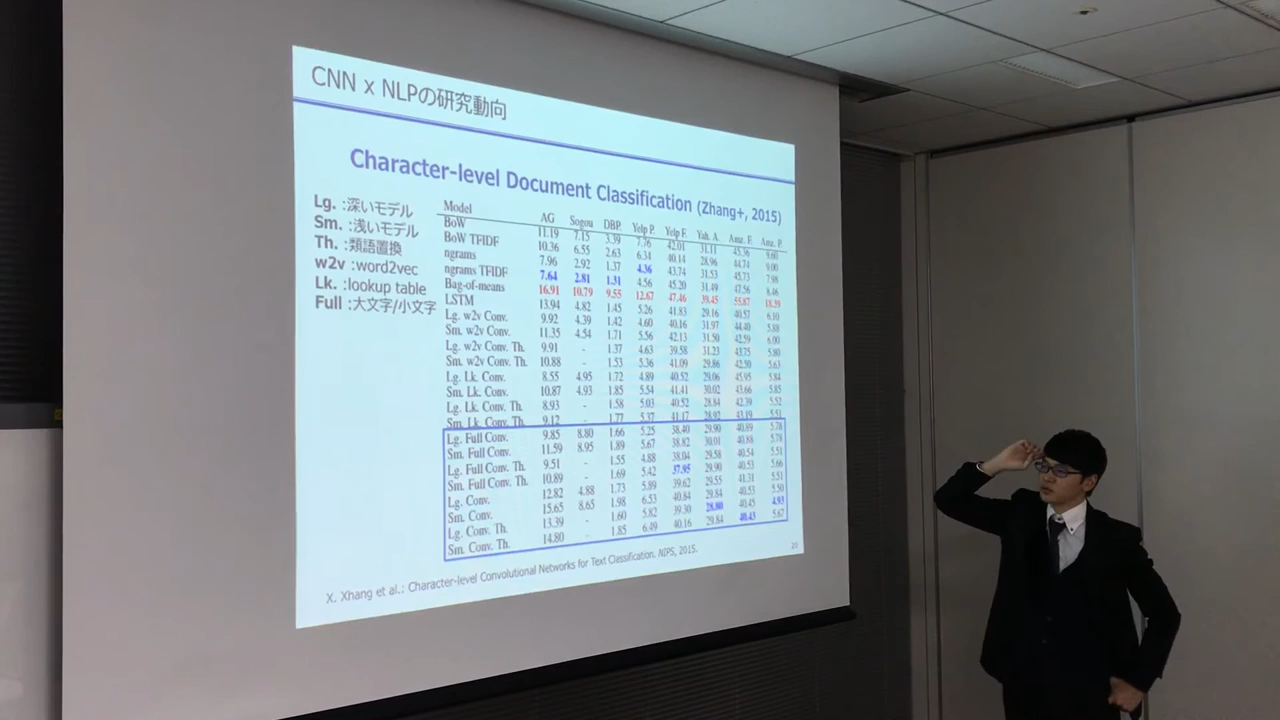 CNN x NLPの研究動向
Character-level Document Classification (Zhang+, 2015)
Lg. :深いモデル
Sm. :浅いモデル
Th. :類語置換
w2v :word2vec
Lk. :lookup table
Full :大文字/小文字
Model AG Sogou DBP. Yelp P. Yelp F. Yah. A. Amz. F. Amz. P.
BoW 11.19 7.15 3.39 7.76 42.01 31.11 45.36 9.60
BoW TFIDF 10.36 6.55 2.63 6.34 40.14 28.96 44.74 9.00
ngrams 7.96 2.92 1.37 4.36 43.74 31.53 45.73 7.98
ngrams TFIDF 7.64 2.81 1.31 4.56 45.20 31.49 47.56 8.46
Bag-of-means 16.91 10.79 9.55 12.67 47.46 39.45 55.87 18.39
LSTM 13.94 4.82 1.45 5.26 41.83 29.16 40.57 6.10
Lg. w2v Conv. 9.92 4.39 1.42 4.60 40.16 31.97 44.40 5.88
Sm. w2v Conv. 11.35 4.54 1.71 5.56 42.13 31.50 42.59 6.00
Lg. w2v Conv. Th. 9.91 - 1.37 4.63 39.58 31.23 43.75 5.80
Sm. w2v Conv. Th. 10.88 - 1.53 5.36 41.09 29.86 42.50 5.63
Lg. Lk. Conv. 8.55 4.95 1.72 4.89 40.52 29.06 45.95 5.84
Sm. Lk. Conv. 10.87 4.93 1.85 5.54 41.41 30.02 43.66 5.85
Lg. Lk. Conv. Th. 8.93 - 1.58 5.03 40.52 28.84 42.39 5.52
Sm. Lk. Conv. Th. 9.12 - 1.77 5.37 41.17 28.92 43.19 5.51
Lg. Full Conv. 9.85 8.80 1.66 5.25 38.40 29.90 40.89 5.78
Sm. Full Conv. 11.59 8.95 1.89 5.67 38.82 30.01 40.88 5.78
Lg. Full Conv. Th. 9.51 - 1.55 4.88 38.04 29.58 40.54 5.51
Sm. Full Conv. Th. 10.89 - 1.69 5.42 37.95 29.90 40.53 5.66
Lg. Conv. 12.82 4.88 1.73 5.89 39.62 29.55 41.31 5.51
Sm. Conv. 15.65 8.65 1.98 6.53 40.84 29.84 40.53 5.50
Lg. Conv. Th. 13.39 - 1.60 5.82 39.30 28.80 40.45 4.93
Sm. Conv. Th. 14.80 - 1.85 6.49 40.16 29.84 40.43 5.67
X. Xhang et al.: Character-level Convolutional Networks for Text Classification. NIPS, 2015.